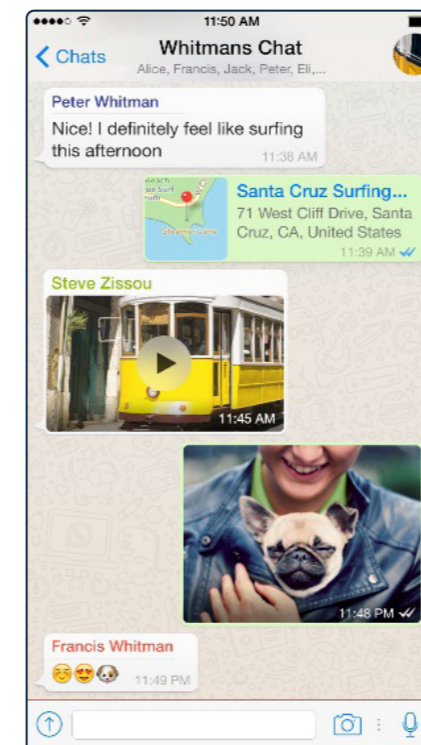 11:50 AM
Chats
Whitmans Chat
Alice, Francis, Jack, Peter, Eli,...
Peter Whitman
Nice! I definitely feel like surfing
this afternoon
11:38 AM
Steamer Lane
Santa Cruz Surfing...
71 West Cliff Drive, Santa
Cruz, CA, United States
11:39 AM
Steve Zissou
11:45 AM
11:48 PM
Francis Whitman
☺️😍🐶
11:49 PM